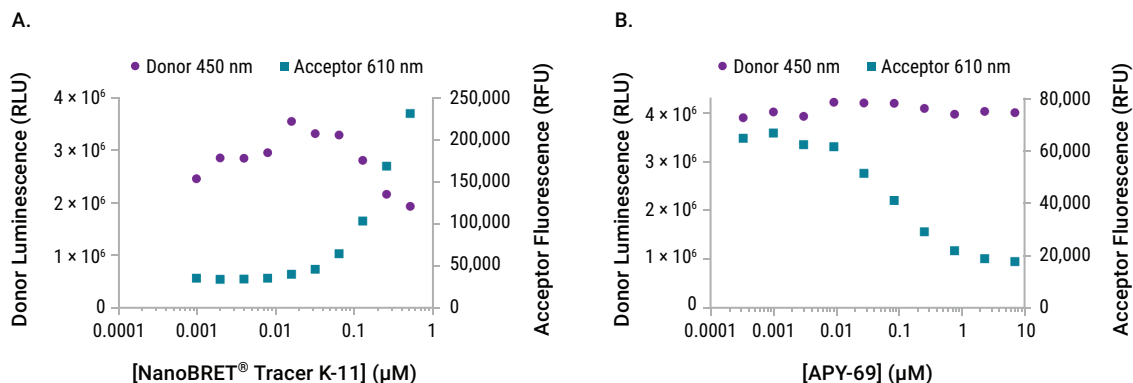 A.
Donor 450 nm Acceptor 610 nm
Donor Luminescence (RLU)
4 × 10⁶
3 × 10⁶
2 × 10⁶
1 × 10⁶
0
250,000
200,000
150,000
100,000
50,000
0
Acceptor Fluorescence (RFU)
0.0001 0.001 0.01 0.1 1
[NanoBRET® Tracer K-11] (µM)
B.
Donor 450 nm Acceptor 610 nm
Donor Luminescence (RLU)
4 × 10⁶
3 × 10⁶
2 × 10⁶
1 × 10⁶
0
80,000
60,000
40,000
20,000
0
Acceptor Fluorescence (RFU)
0.0001 0.001 0.01 0.1 1 10
[APY-69] (µM)